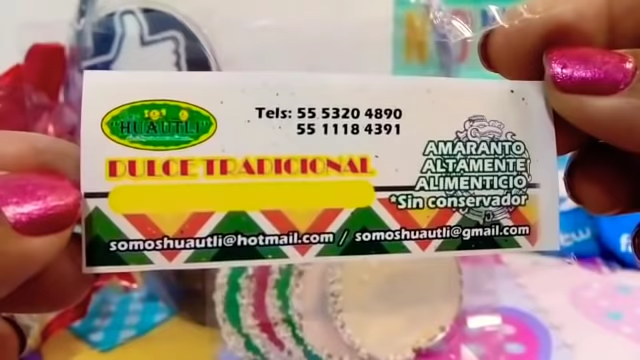 "HUAUTLI"
Tels: 55 5320 4890
55 1118 4391
DULCE TRADICIONAL
AMARANTO
ALTAMENTE
ALIMENTICIO
*Sin conservador
somoshuautli@hotmail.com / somoshuautli@gmail.com